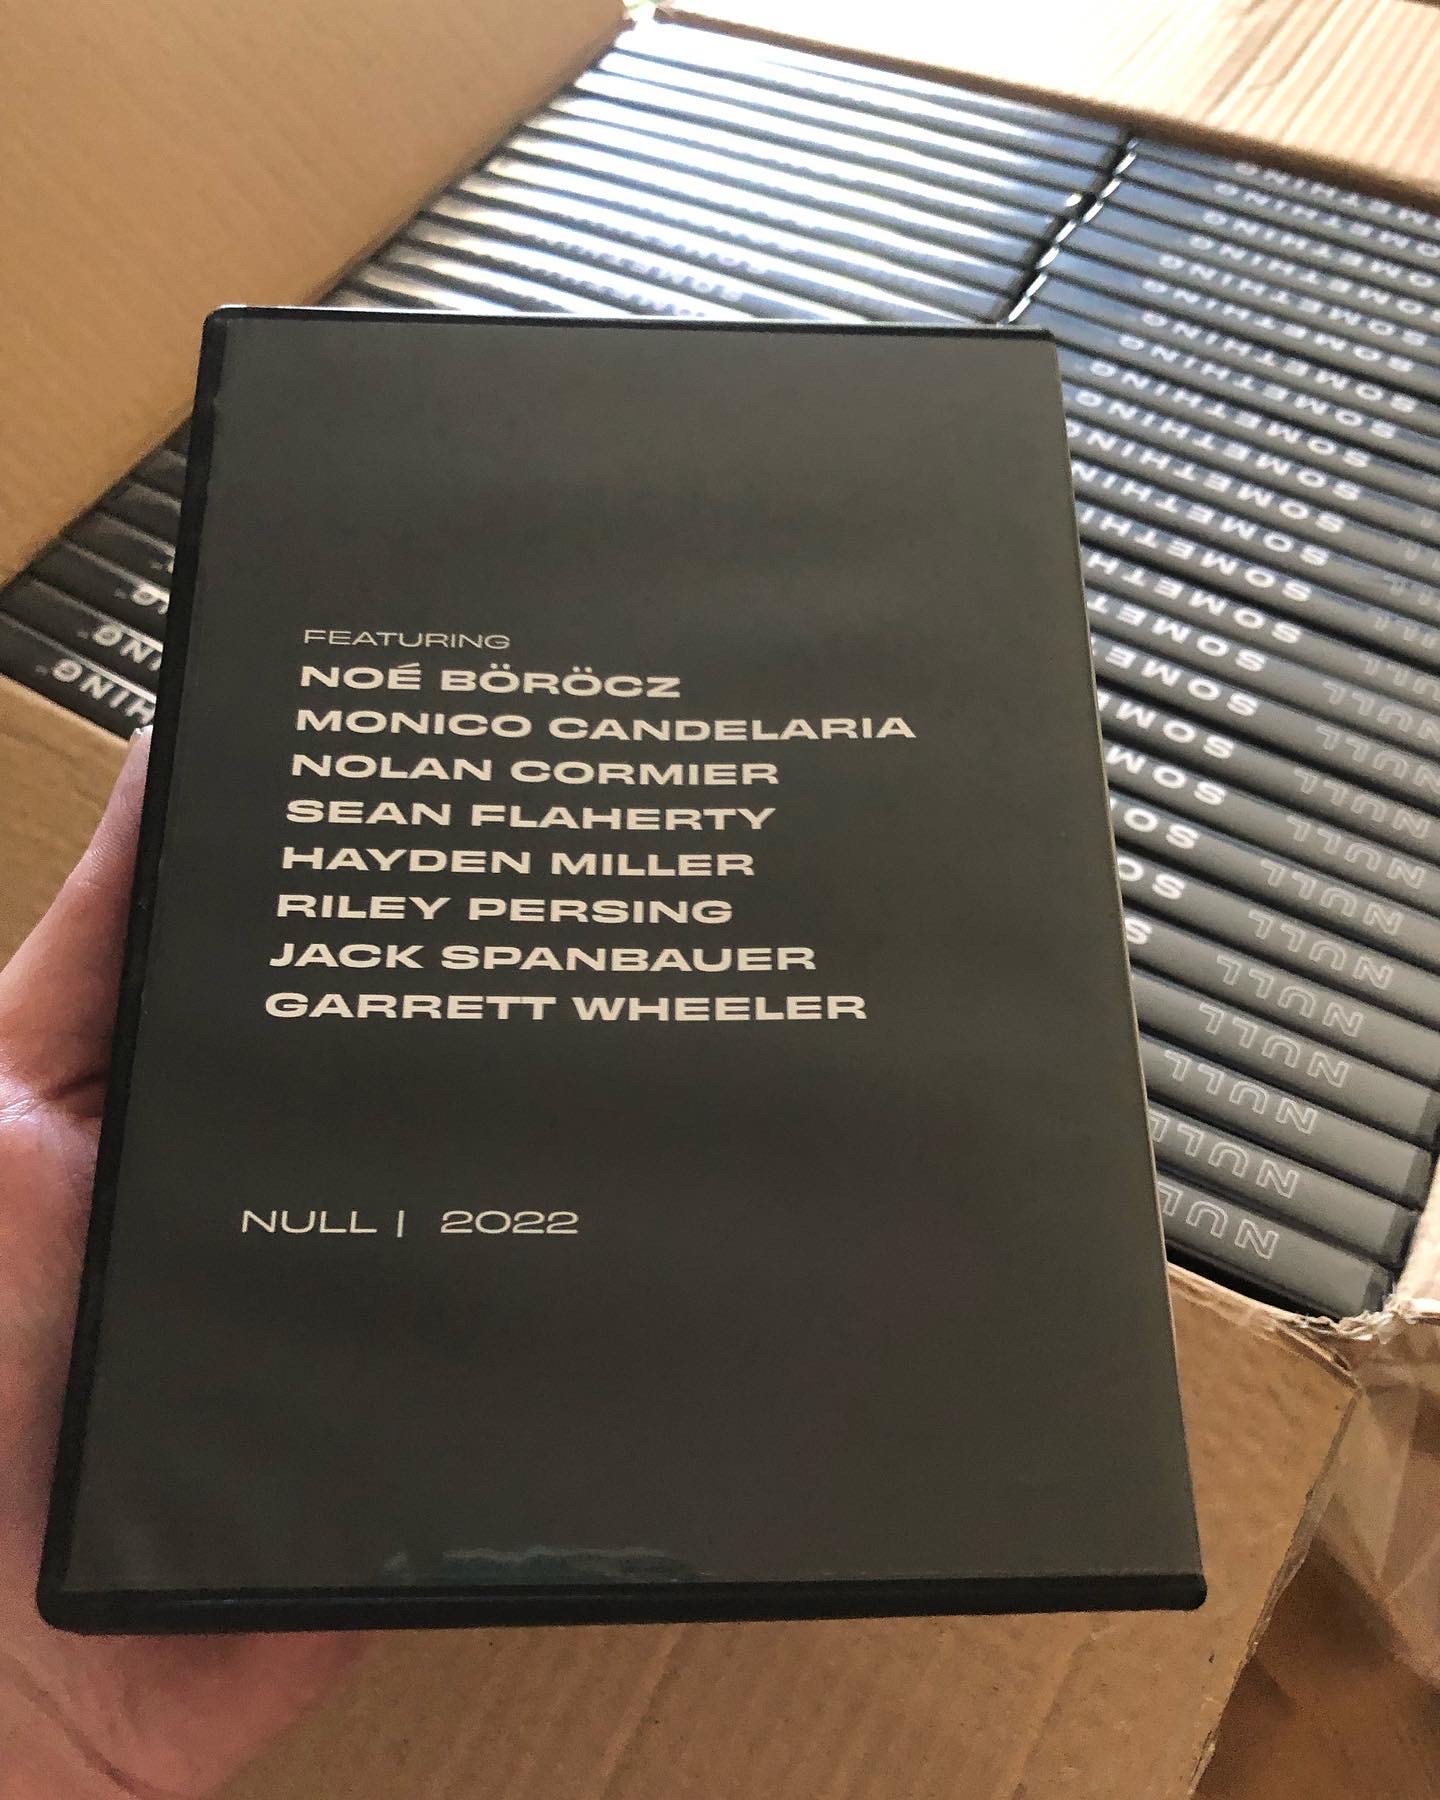 FEATURING
NOÉ BÖRÖCZ
MONICO CANDELARIA
NOLAN CORMIER
SEAN FLAHERTY
HAYDEN MILLER
RILEY PERSING
JACK SPANBAUER
GARRETT WHEELER
NULL | 2022
SOMETHING
NULL